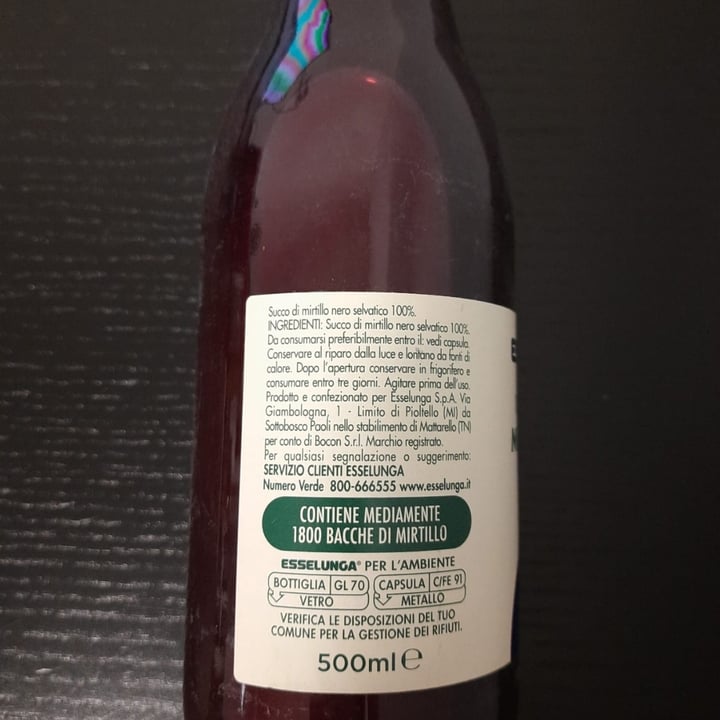 Succo di mirtillo nero selvatico 100%.
INGREDIENTI: Succo di mirtillo nero selvatico 100%.
Da consumarsi preferibilmente entro il: vedi capsula.
Conservare al riparo dalla luce e lontano da fonti di
calore. Dopo l'apertura conservare in frigorifero e
consumare entro tre giorni. Agitare prima dell'uso.
Prodotto e confezionato per Esselunga S.p.A. Via
Giambologna, 1 - Limito di Pioltello (MI) da
Sottobosco Paoli nello stabilimento di Mattarello (TN)
per conto di Bocon S.r.l. Marchio registrato.
Per qualsiasi segnalazione o suggerimento:
SERVIZIO CLIENTI ESSELUNGA
Numero Verde 800-666555 www.esselunga.it
CONTIENE MEDIAMENTE
1800 BACCHE DI MIRTILLO
ESSELUNGA® PER L'AMBIENTE
BOTTIGLIA GL 70 CAPSULA C/FE 91
VETRO METALLO
VERIFICA LE DISPOSIZIONI DEL TUO
COMUNE PER LA GESTIONE DEI RIFIUTI.
500ml e